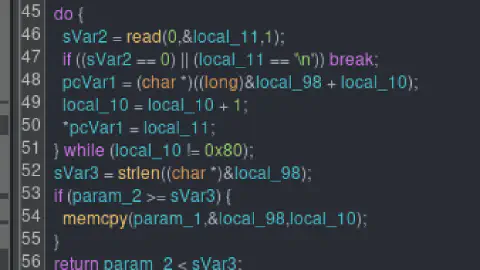 45 do {
46 sVar2 = read(0,&local_11,1);
47 if ((sVar2 == 0) || (local_11 == '\n')) break;
48 pcVar1 = (char *)((long)&local_98 + local_10);
49 local_10 = local_10 + 1;
50 *pcVar1 = local_11;
51 } while (local_10 != 0x80);
52 sVar3 = strlen((char *)&local_98);
53 if (param_2 >= sVar3) {
54 memcpy(param_1,&local_98,local_10);
55 }
56 return param_2 < sVar3;